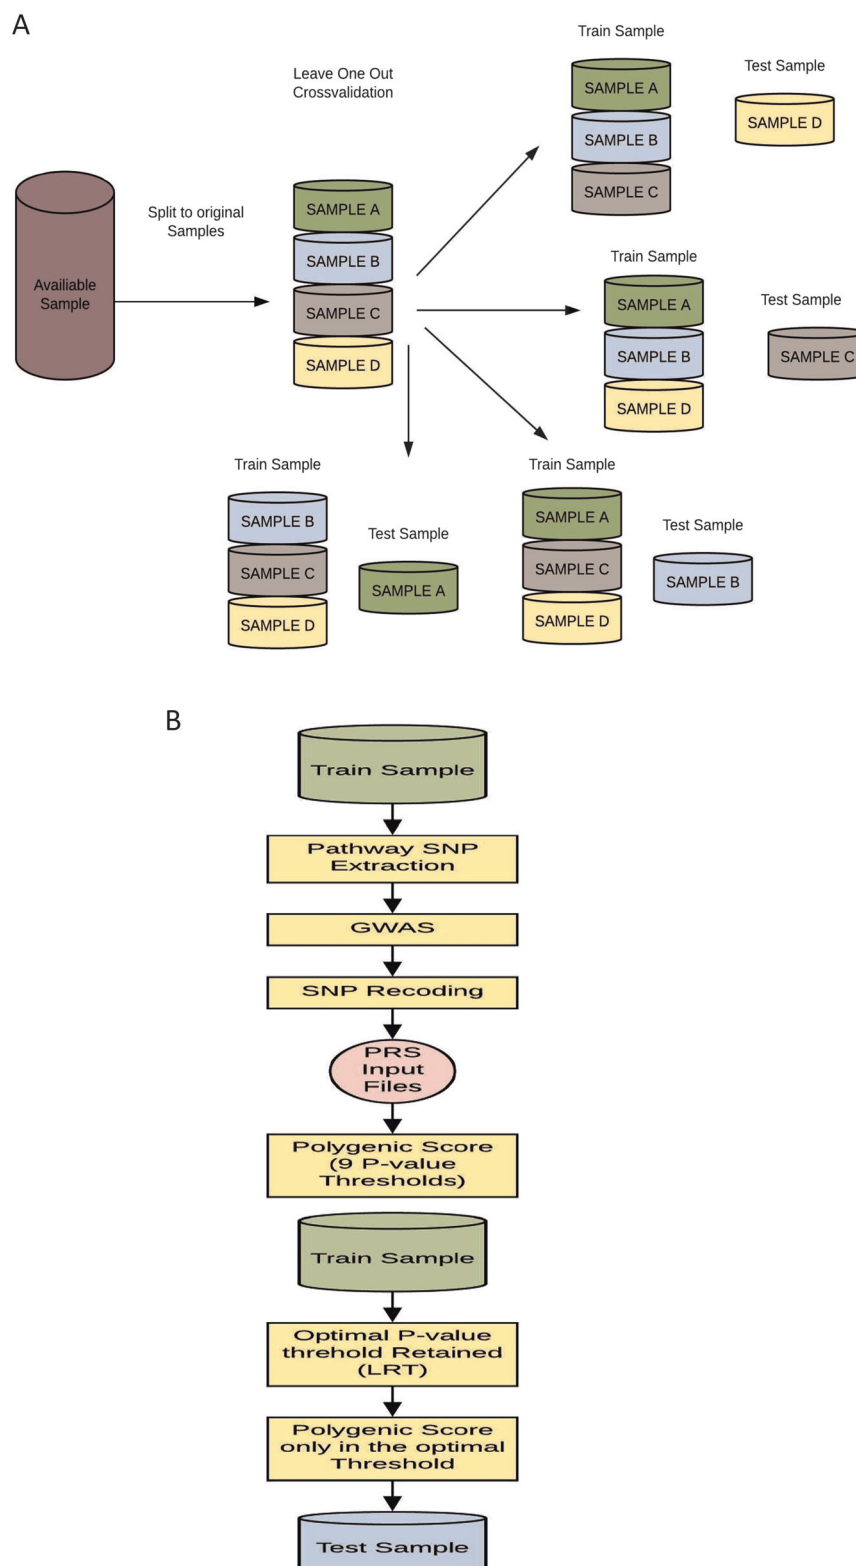 A
Leave One Out
Crossvalidation
Train Sample
Test Sample
SAMPLE A
SAMPLE B
SAMPLE C
SAMPLE D
Availiable
Sample
Split to original
Samples
SAMPLE A
SAMPLE B
SAMPLE C
SAMPLE D
Train Sample
Test Sample
SAMPLE A
SAMPLE B
SAMPLE D
SAMPLE C
Train Sample
Test Sample
SAMPLE B
SAMPLE C
SAMPLE D
SAMPLE A
Train Sample
Test Sample
SAMPLE A
SAMPLE C
SAMPLE D
SAMPLE B
B
Train Sample
Pathway SNP
Extraction
GWAS
SNP Recoding
PRS
Input
Files
Polygenic Score
(9 P-value
Thresholds)
Train Sample
Optimal P-value
threhold Retained
(LRT)
Polygenic Score
only in the optimal
Threshold
Test Sample